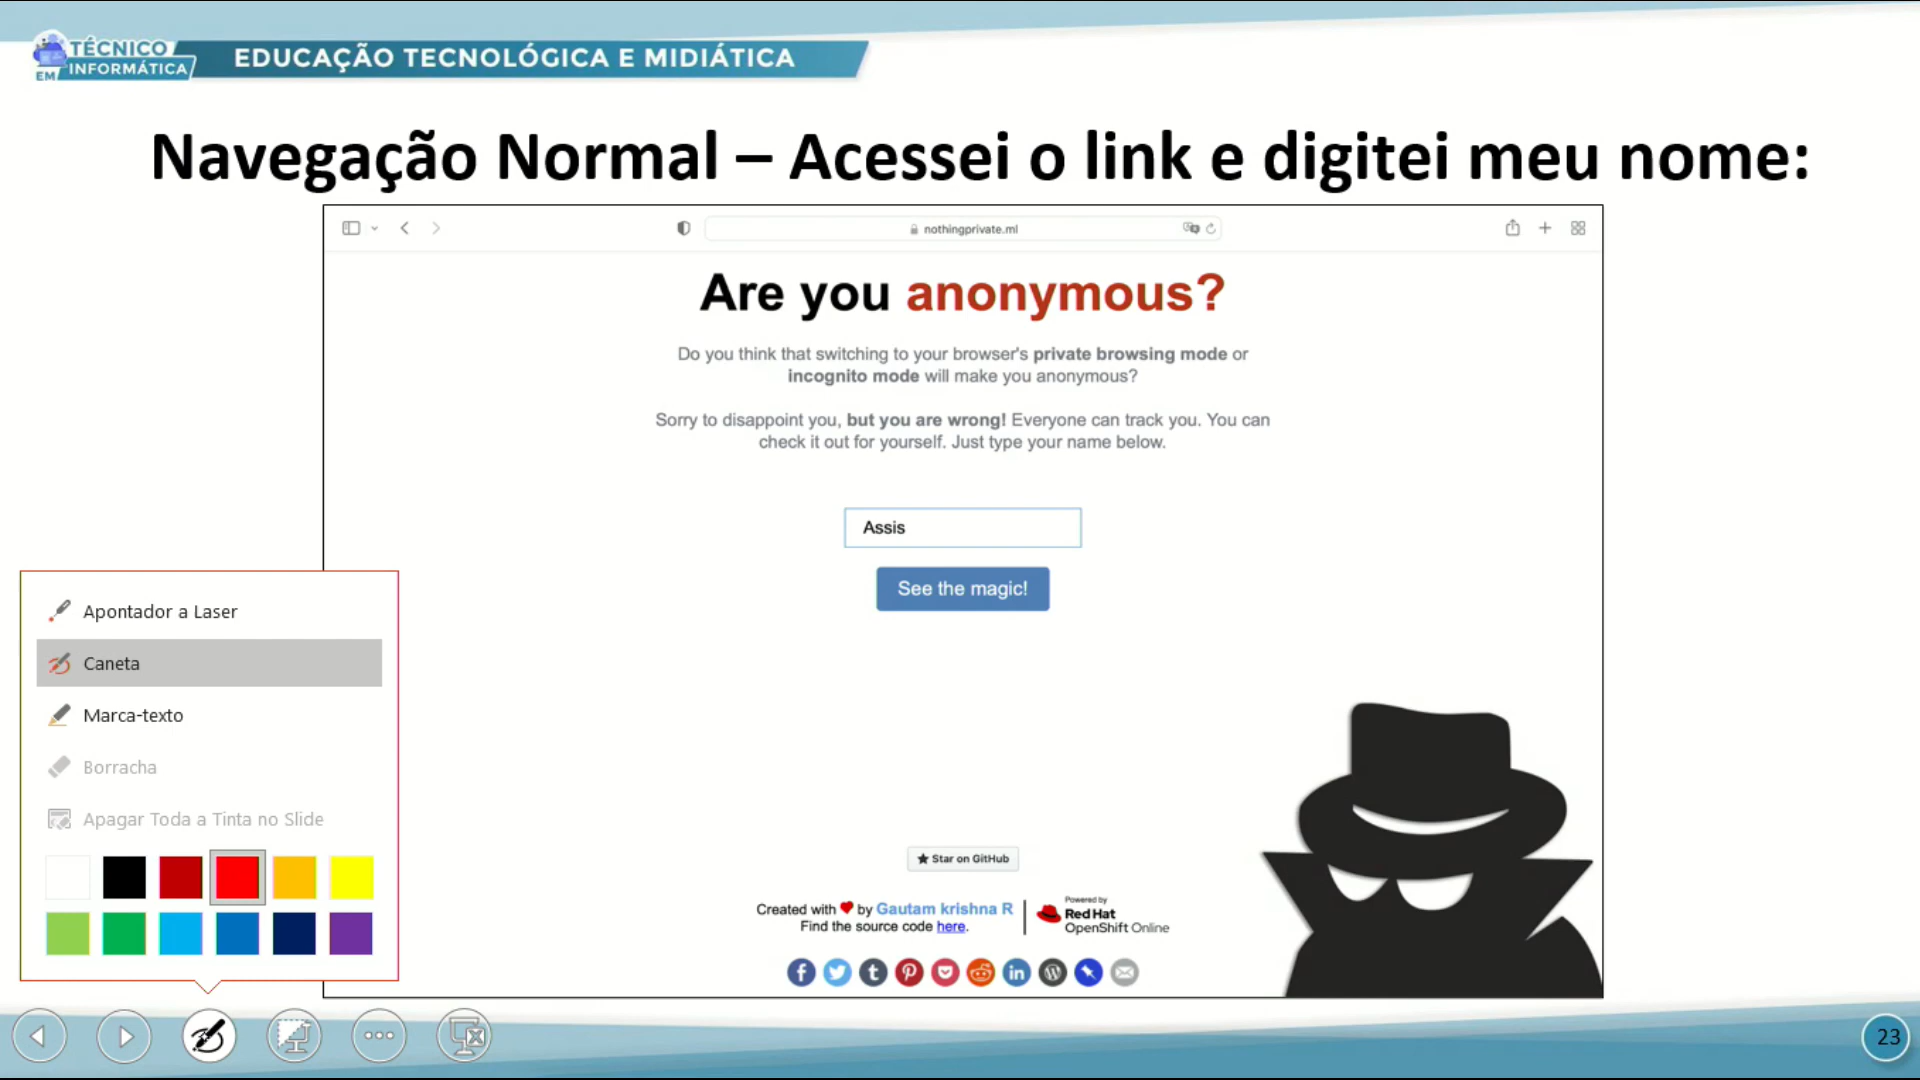 TÉCNICO
EM INFORMÁTICA
EDUCAÇÃO TECNOLÓGICA E MIDIÁTICA
Navegação Normal – Acessei o link e digitei meu nome:
nothingprivate.ml
Are you anonymous?
Do you think that switching to your browser's private browsing mode or
incognito mode will make you anonymous?
Sorry to disappoint you, but you are wrong! Everyone can track you. You can
check it out for yourself. Just type your name below.
Assis
See the magic!
Apontador a Laser
Caneta
Marca-texto
Borracha
Apagar Toda a Tinta no Slide
Star on GitHub
Created with ❤ by Gautam krishna R
Find the source code here.
Powered by
Red Hat
OpenShift Online
23